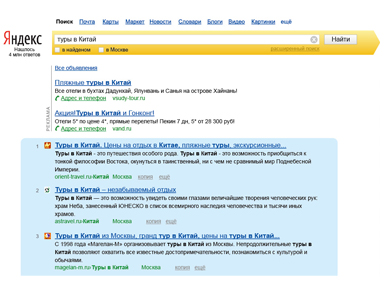 Поиск Почта Карты Маркет Новости Словари Блоги Видео Картинки ещё
Яндекс
туры в Китай
Найти
Нашлось
4 млн ответов
в найденном в Москве
расширенный поиск
Все объявления
РЕКЛАМА
Пляжные туры в Китай
Все отели в бухтах Дадунхай, Ялунвань и Санья на острове Хайнань!
Адрес и телефон vsudy-tour.ru
Акция!Туры в Китай и Гонконг!
Отели 5* по цене 4*, прямые перелеты! Пекин 7 дн, 5* от 28 300 руб!
Адрес и телефон vand.ru
1 Туры в Китай. Цены на отдых в Китае, пляжные туры, экскурсионные...
Туры в Китай - это путешествия особого рода. Туры в Китай - это возможность приобщиться к
тонкой философии Востока, окунуться в таинственный, ни с чем не сравнимый мир Поднебесной
Империи.
orient-travel.ru›Китай Москва копия ещё
2 Туры в Китай – незабываемый отдых
Туры в Китай — это возможность увидеть своими глазами величайшие творения человеческих рук:
храм Неба, занесенный ЮНЕСКО в список всемирного наследия человечества и тысячи иных
храмов.
astravel.ru›Китай Москва копия ещё
3 Туры в Китай из Москвы, гранд тур в Китай, цены на туры в Китай...
С 1998 года «Магелан-М» организовывает туры в Китай из Москвы. Непродолжительные туры в
Китай позволяют охватить все известные достопримечательности, познакомиться с культурой и
обычаями.
magelan-m.ru›Туры в Китай Москва копия ещё